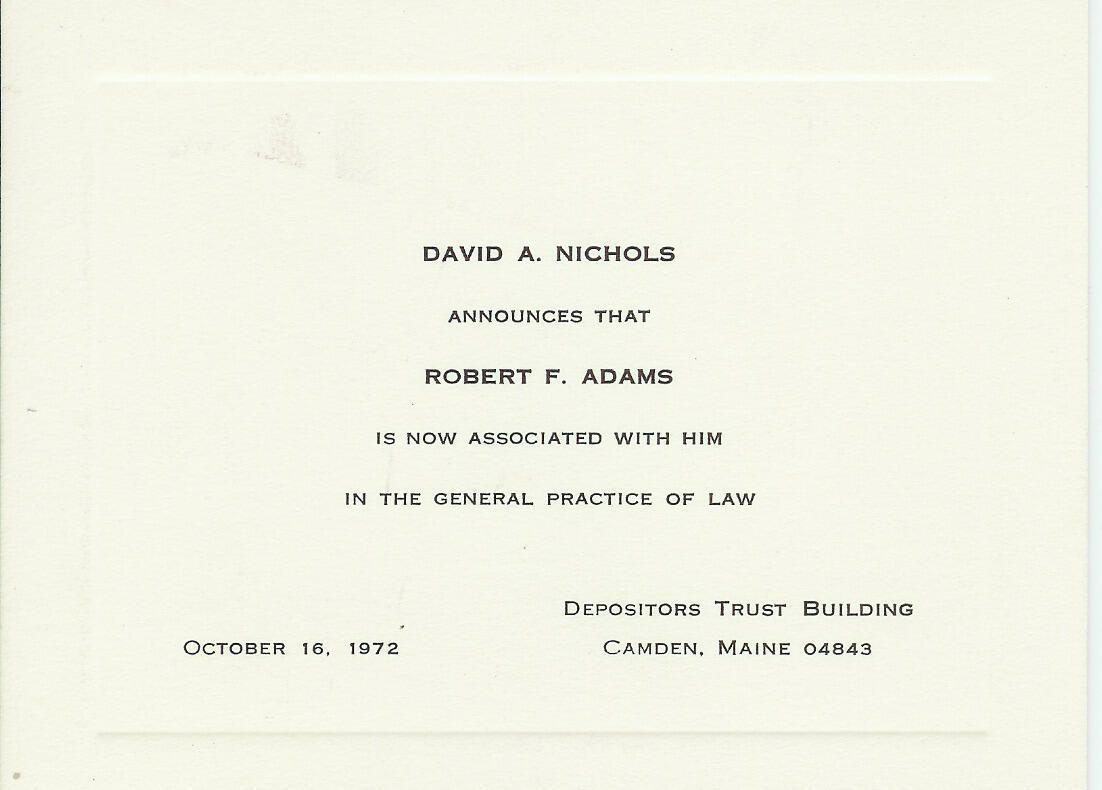 DAVID A. NICHOLS
ANNOUNCES THAT
ROBERT F. ADAMS
IS NOW ASSOCIATED WITH HIM
IN THE GENERAL PRACTICE OF LAW
DEPOSITORS TRUST BUILDING
OCTOBER 16, 1972 CAMDEN, MAINE 04843